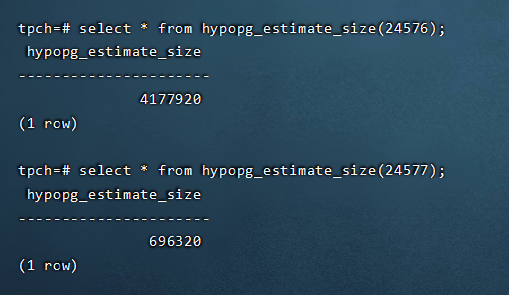 tpch=# select * from hypopg_estimate_size(24576);
 hypopg_estimate_size
----------------------
              4177920
(1 row)

tpch=# select * from hypopg_estimate_size(24577);
 hypopg_estimate_size
----------------------
               696320
(1 row)